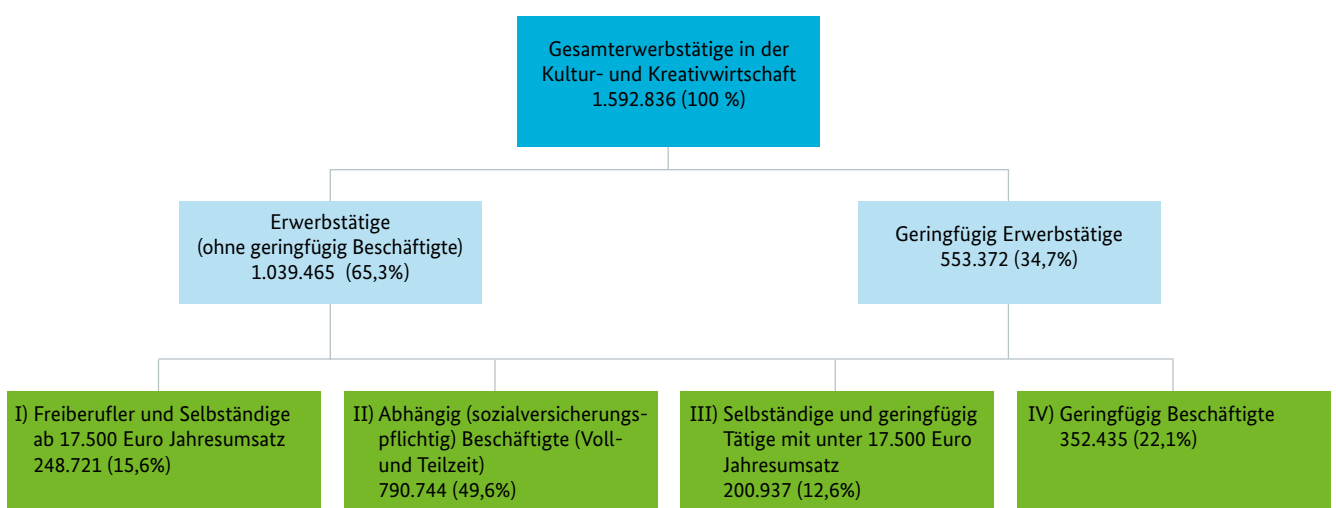 Gesamterwerbstätige in der
Kultur- und Kreativwirtschaft
1.592.836 (100 %)
Erwerbstätige
(ohne geringfügig Beschäftigte)
1.039.465 (65,3%)
Geringfügig Erwerbstätige
553.372 (34,7%)
I) Freiberufler und Selbständige
ab 17.500 Euro Jahresumsatz
248.721 (15,6%)
II) Abhängig (sozialversicherungs-
pflichtig) Beschäftigte (Voll-
und Teilzeit)
790.744 (49,6%)
III) Selbständige und geringfügig
Tätige mit unter 17.500 Euro
Jahresumsatz
200.937 (12,6%)
IV) Geringfügig Beschäftigte
352.435 (22,1%)